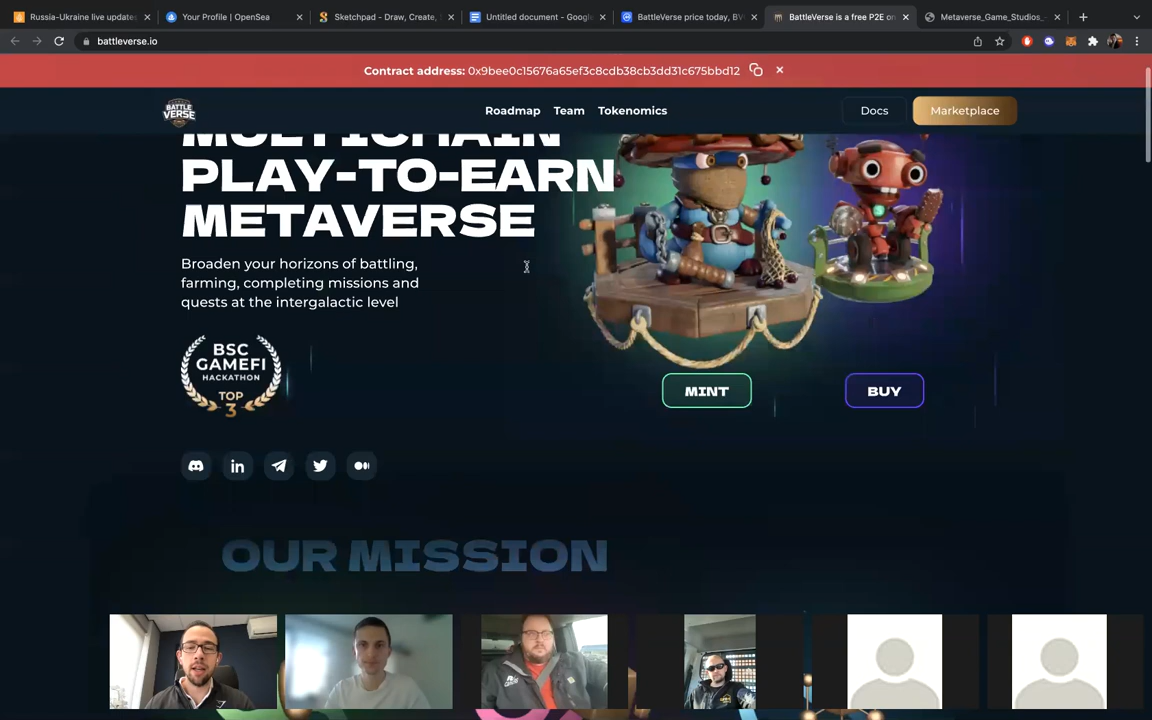 Russia-Ukraine live updates
Your Profile | OpenSea
Sketchpad - Draw, Create,
Untitled document - Google
BattleVerse price today, BV
BattleVerse is a free P2E on
Metaverse_Game_Studios_
battleverse.io
Contract address: 0x9bee0c15676a65ef3c8cdb38cb3dd31c675bbd12
BATTLE
VERSE
Roadmap
Team
Tokenomics
Docs
Marketplace
MULTICHAIN
PLAY-TO-EARN
METAVERSE
Broaden your horizons of battling,
farming, completing missions and
quests at the intergalactic level
BSC
GAMEFI
HACKATHON
TOP
3
MINT
BUY
OUR MISSION